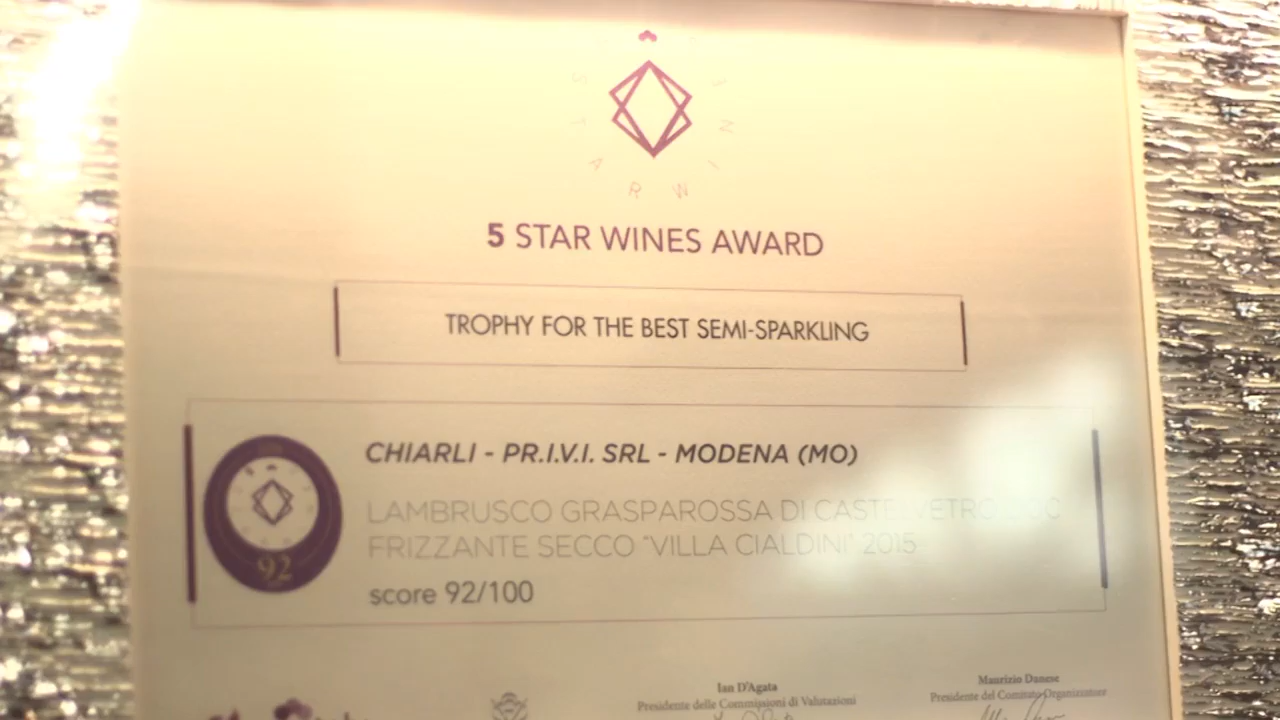 5 STAR WINES AWARD
TROPHY FOR THE BEST SEMI-SPARKLING
CHIARLI - PR.I.V.I. SRL - MODENA (MO)
LAMBRUSCO GRASPAROSSA DI CASTELVETRO
FRIZZANTE SECCO "VILLA CIALDINI" 2015
92
score 92/100
Ian D'Agata
Presidente delle Commissioni di Valutazioni
Maurizio Danese
Presidente del Comitato Organizzatore